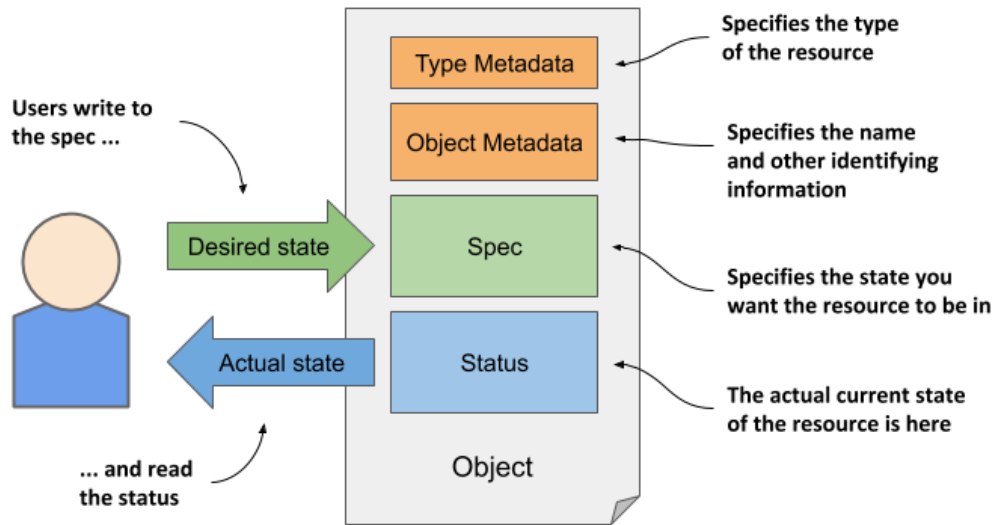 Specifies the type
of the resource
Type Metadata
Users write to
the spec ...
Object Metadata
Specifies the name
and other identifying
information
Desired state
Spec
Specifies the state you
want the resource to be in
Actual state
Status
The actual current state
of the resource is here
... and read
the status
Object